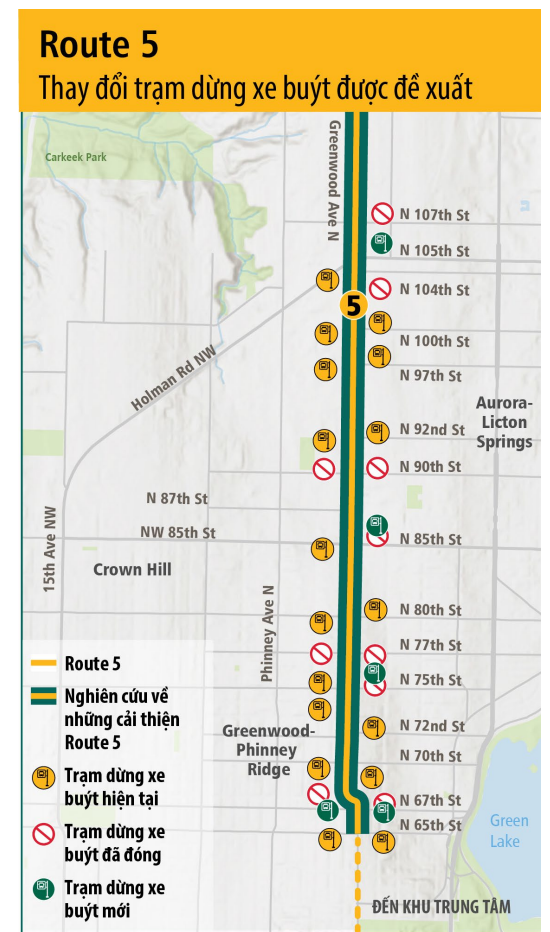 Route 5
Thay đổi trạm dừng xe buýt được đề xuất
Carkeek Park
Greenwood Ave N
N 107th St
N 105th St
N 104th St
5
N 100th St
N 97th St
Holman Rd NW
Aurora-
Licton
Springs
N 92nd St
N 90th St
N 87th St
NW 85th St
N 85th St
15th Ave NW
Crown Hill
Phinney Ave N
N 80th St
N 77th St
N 75th St
N 72nd St
N 70th St
Greenwood-
Phinney
Ridge
N 67th St
N 65th St
Green
Lake
ĐẾN KHU TRUNG TÂM
Route 5
Nghiên cứu về
những cải thiện
Route 5
Trạm dừng xe
buýt hiện tại
Trạm dừng xe
buýt đã đóng
Trạm dừng xe
buýt mới